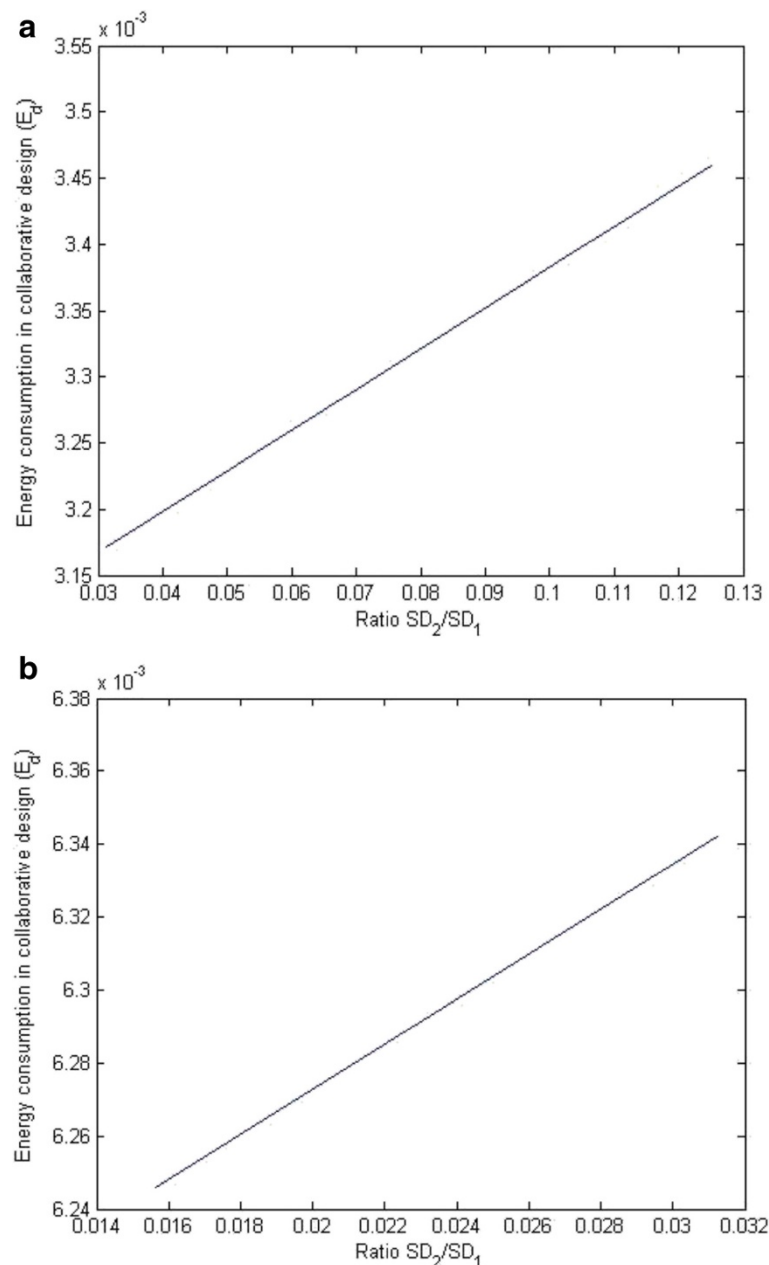 a
x 10-3
3.55
3.5
3.45
3.4
3.35
3.3
3.25
3.2
3.15
Energy consumption in collaborative design (Ed)
0.03 0.04 0.05 0.06 0.07 0.08 0.09 0.1 0.11 0.12 0.13
Ratio SD2/SD1
b
x 10-3
6.38
6.36
6.34
6.32
6.3
6.28
6.26
6.24
Energy consumption in collaborative design (Ed)
0.014 0.016 0.018 0.02 0.022 0.024 0.026 0.028 0.03 0.032
Ratio SD2/SD1